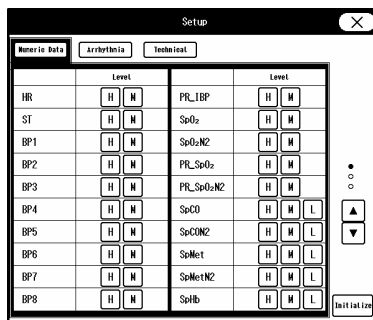 Setup
Numeric Data Arrhythmia Technical
Level Level
HR H M PR_IBP H M
ST H M SpO₂ H M
BP1 H M SpO₂N2 H M
BP2 H M PR_SpO₂ H M
BP3 H M PR_SpO₂N2 H M
BP4 H M SpCO H M L
BP5 H M SpCON2 H M L
BP6 H M SpMet H M L
BP7 H M SpMetN2 H M L
BP8 H M SpHb H M L
Initialize